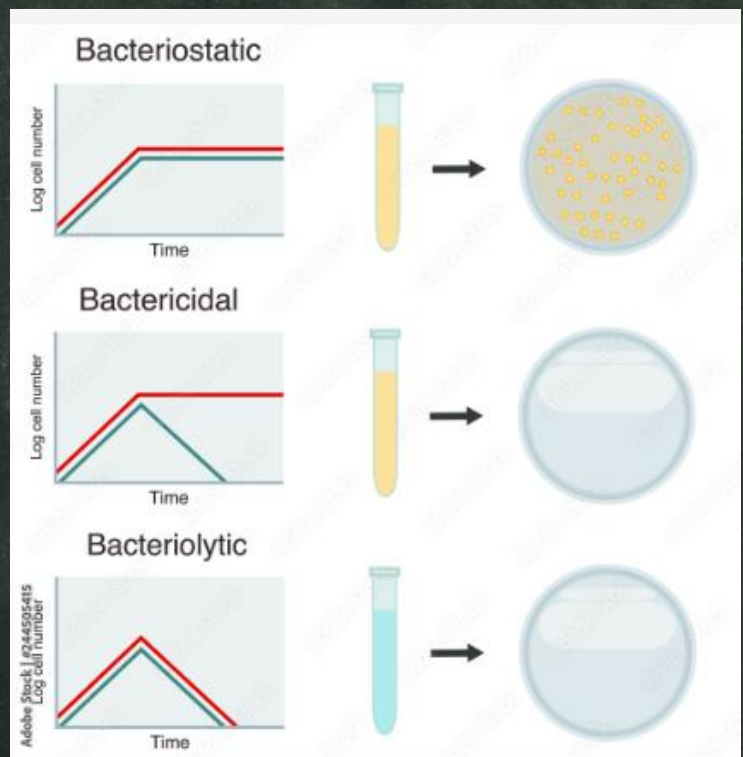 Bacteriostatic
Log cell number
Time
Bactericidal
Log cell number
Time
Bacteriolytic
Log cell number
Time
Adobe Stock | #244505415